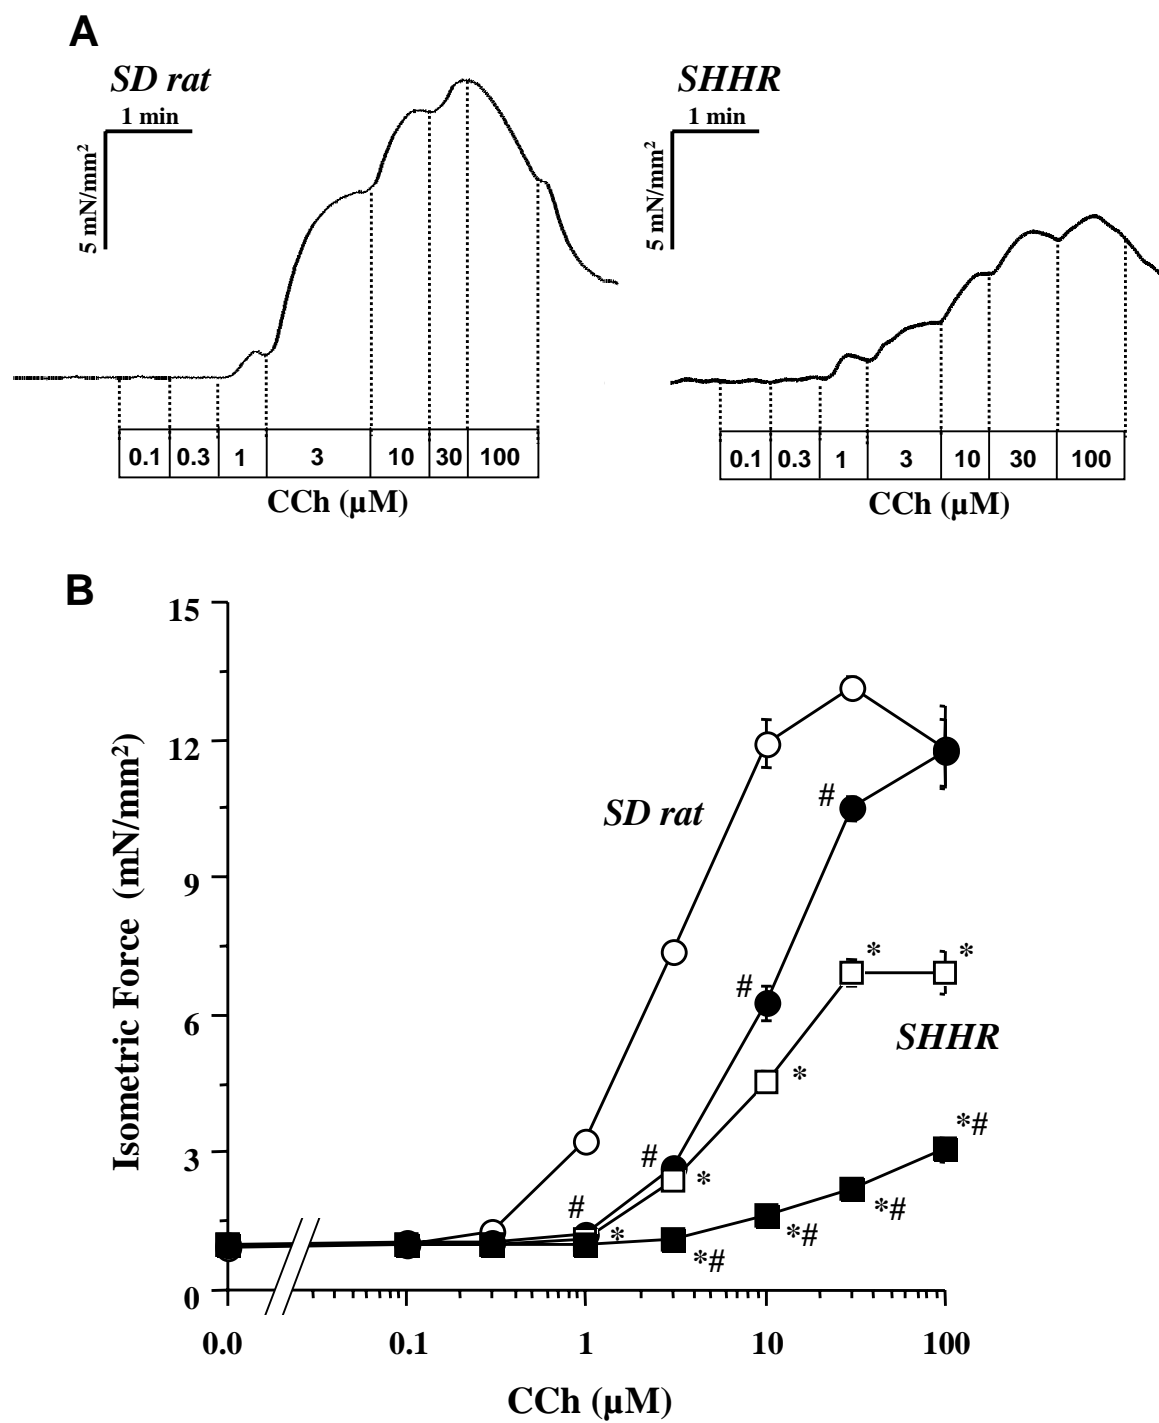 A
SD rat
1 min
5 mN/mm²
0.1 0.3 1 3 10 30 100
CCh (µM)
SHHR
1 min
5 mN/mm²
0.1 0.3 1 3 10 30 100
CCh (µM)
B
Isometric Force (mN/mm²)
15
12
9
6
3
0
SD rat
#
#
*
*
SHHR
*
*#
#
*
#
*
*#
*#
*#
0.0 0.1 1 10 100
CCh (µM)